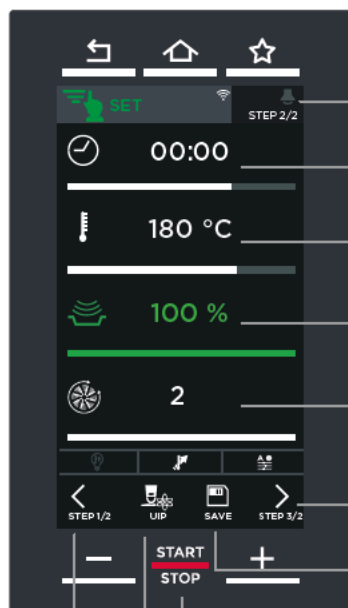 SET
STEP 2/2
00:00
180 °C
100 %
2
STEP 1/2
UIP
SAVE
STEP 3/2
START
STOP